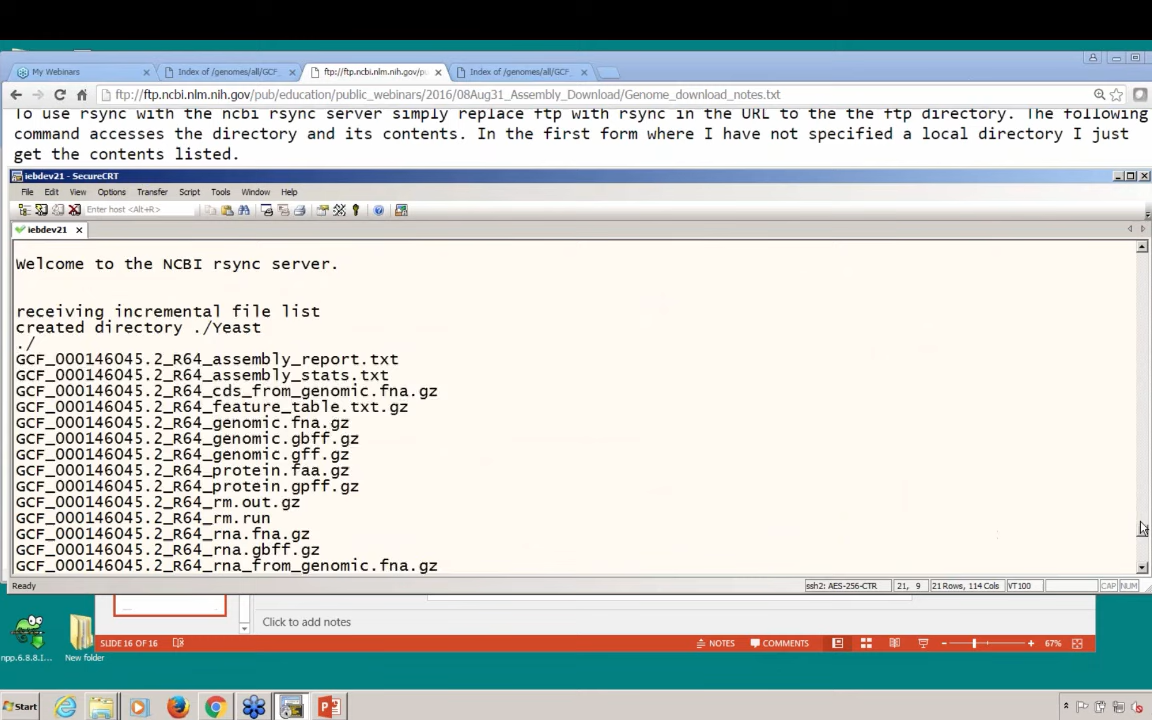 My Webinars
Index of /genomes/all/GCF_
ftp://ftp.ncbi.nlm.nih.gov/pu
Index of /genomes/all/GCF_
ftp://ftp.ncbi.nlm.nih.gov/pub/education/public_webinars/2016/08Aug31_Assembly_Download/Genome_download_notes.txt
To use rsync with the ncbi rsync server simply replace ftp with rsync in the URL to the the ftp directory. The following
command accesses the directory and its contents. In the first form where I have not specified a local directory I just
get the contents listed.
iebdev21 - SecureCRT
File Edit View Options Transfer Script Tools Window Help
Enter host <Alt+R>
iebdev21
Welcome to the NCBI rsync server.
receiving incremental file list
created directory ./Yeast
./
GCF_000146045.2_R64_assembly_report.txt
GCF_000146045.2_R64_assembly_stats.txt
GCF_000146045.2_R64_cds_from_genomic.fna.gz
GCF_000146045.2_R64_feature_table.txt.gz
GCF_000146045.2_R64_genomic.fna.gz
GCF_000146045.2_R64_genomic.gbff.gz
GCF_000146045.2_R64_genomic.gff.gz
GCF_000146045.2_R64_protein.faa.gz
GCF_000146045.2_R64_protein.gpff.gz
GCF_000146045.2_R64_rm.out.gz
GCF_000146045.2_R64_rm.run
GCF_000146045.2_R64_rna.fna.gz
GCF_000146045.2_R64_rna.gbff.gz
GCF_000146045.2_R64_rna_from_genomic.fna.gz
Ready ssh2: AES-256-CTR 21, 9 21 Rows, 114 Cols VT100 CAP NUM
Click to add notes
SLIDE 16 OF 16 NOTES COMMENTS 67%
npp.6.8.8.I... New folder
Start